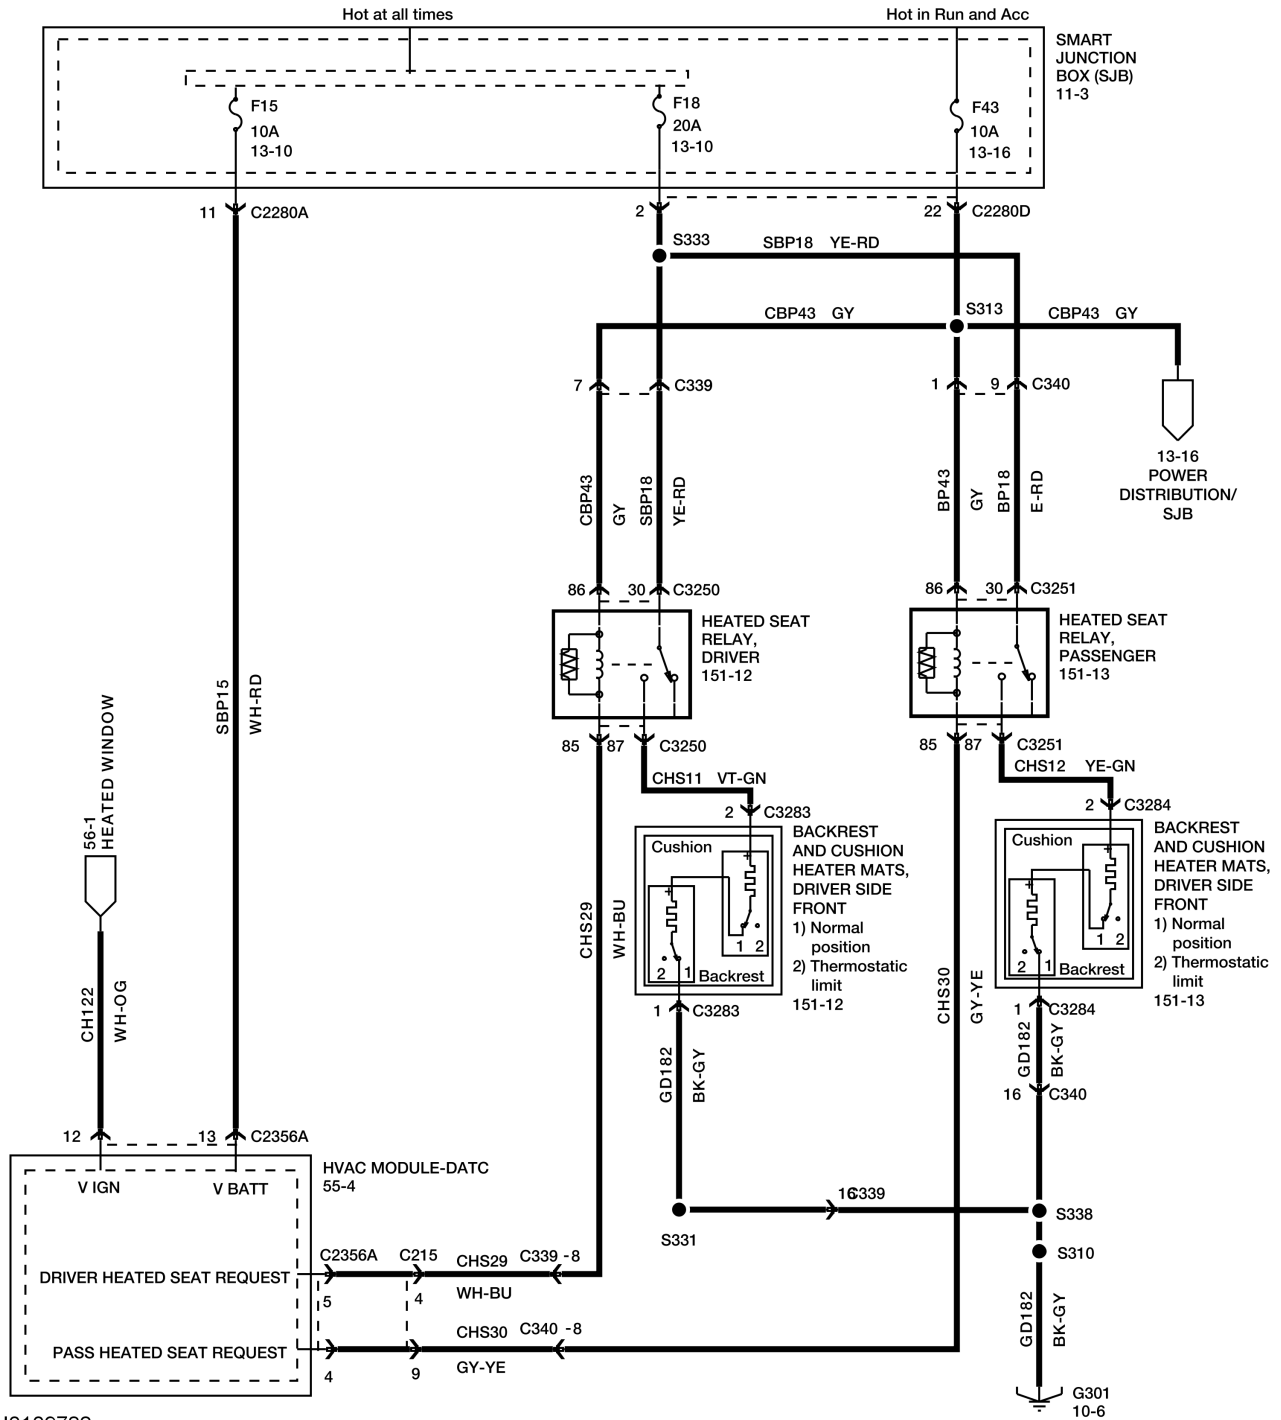 Hot at all times
Hot in Run and Acc
SMART
JUNCTION
BOX (SJB)
11-3
F15
10A
13-10
F18
20A
13-10
F43
10A
13-16
11
C2280A
2
22
C2280D
S333
SBP18 YE-RD
CBP43 GY
S313
CBP43 GY
7
C339
1
9
C340
13-16
POWER
DISTRIBUTION/
SJB
CBP43
GY
SBP18
YE-RD
BP43
GY
BP18
E-RD
86
30
C3250
86
30
C3251
HEATED SEAT
RELAY,
DRIVER
151-12
HEATED SEAT
RELAY,
PASSENGER
151-13
SBP15
WH-RD
56-1
HEATED WINDOW
85
87
C3250
85
87
C3251
CHS11 VT-GN
CHS12 YE-GN
2
C3283
2
C3284
Cushion
+
+
1 2
2 1
Backrest
BACKREST
AND CUSHION
HEATER MATS,
DRIVER SIDE
FRONT
1) Normal
position
2) Thermostatic
limit
151-12
Cushion
+
+
1 2
2 1
Backrest
BACKREST
AND CUSHION
HEATER MATS,
DRIVER SIDE
FRONT
1) Normal
position
2) Thermostatic
limit
151-13
CHS29
WH-BU
CHS30
GY-YE
CH122
WH-OG
1
C3283
1
C3284
GD182
BK-GY
GD182
BK-GY
16
C340
12
13
C2356A
HVAC MODULE-DATC
55-4
V IGN
V BATT
16
C339
S331
S338
S310
C2356A
C215
CHS29
C339 -8
DRIVER HEATED SEAT REQUEST
5
4
WH-BU
CHS30
C340 -8
PASS HEATED SEAT REQUEST
4
9
GY-YE
GD182
BK-GY
G301
10-6